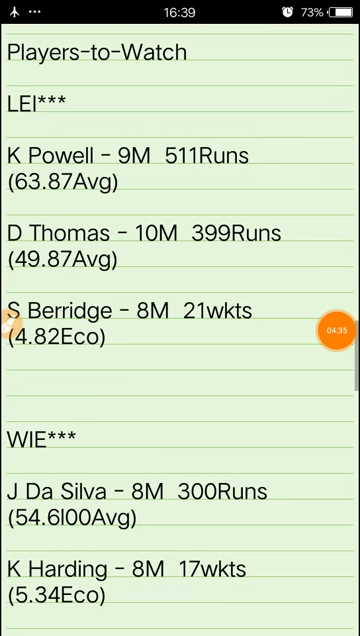 16:39
73%
Players-to-Watch
LEI***
K Powell - 9M 511Runs
(63.87Avg)
D Thomas - 10M 399Runs
(49.87Avg)
S Berridge - 8M 21wkts
(4.82Eco)
04:35
WIE***
J Da Silva - 8M 300Runs
(54.6l00Avg)
K Harding - 8M 17wkts
(5.34Eco)